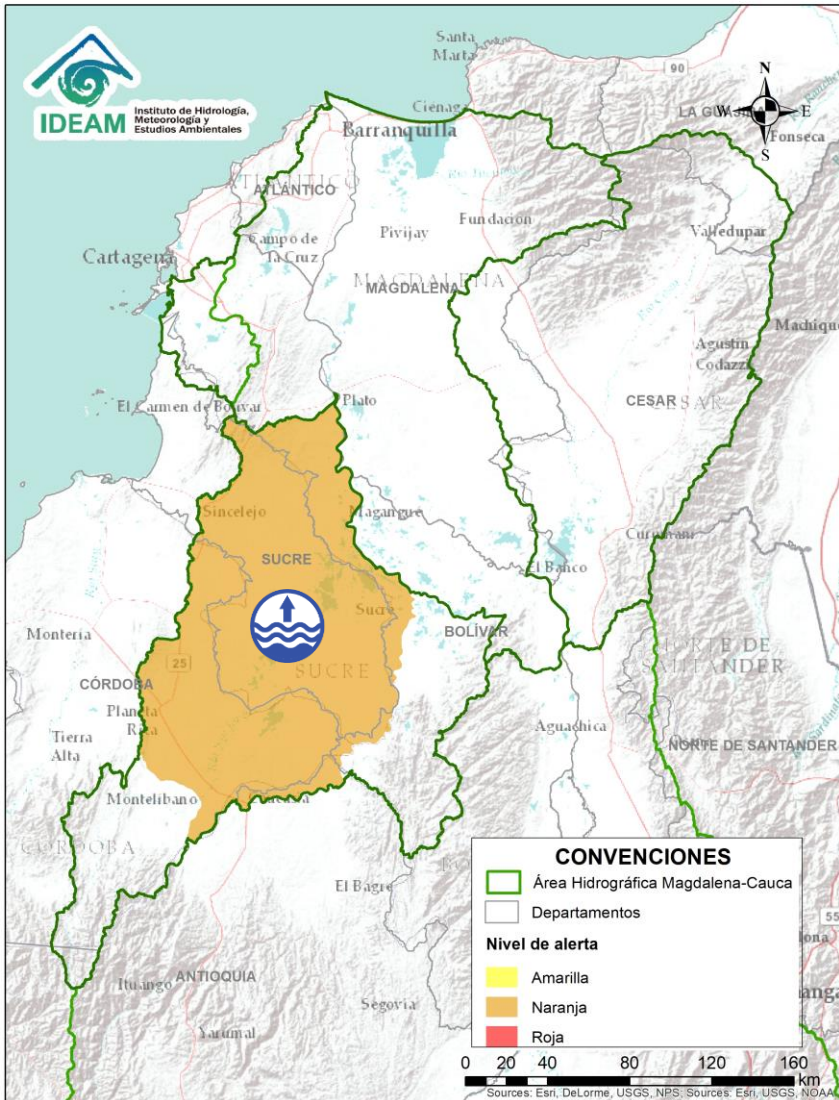 IDEAM
Instituto de Hidrología,
Meteorología y
Estudios Ambientales
Santa
Marta
90
N
W
E
S
LA GUAJI
Ciénaga
Barranquilla
Fonseca
ATLÁNTICO
ATLÁNTICO
Fundación
Pivijay
Valledupar
Campo de
la Cruz
Cartagena
MAGDALENA
MAGDALENA
Machique
Agustín
Codazzi
El Carmen de Bolívar
Plato
CESAR
CESAR
Sincelejo
Magangué
Curumaní
SUCRE
El Banco
Sucre
Montería
BOLÍVAR
25
SUCRE
NORTE DE
SANTANDER
CÓRDOBA
Planeta
Rica
Tierra
Alta
Aguachica
NORTE DE SANTANDER
Montelíbano
CÓRDOBA
El Bagre
Ituango
ANTIOQUIA
Segovia
Yarumal
CONVENCIONES
Área Hidrográfica Magdalena-Cauca
Departamentos
Nivel de alerta
Amarilla
Naranja
Roja
55
0 20 40 80 120 160
km
Sources: Esri, DeLorme, USGS, NPS; Sources: Esri, USGS, NOAA